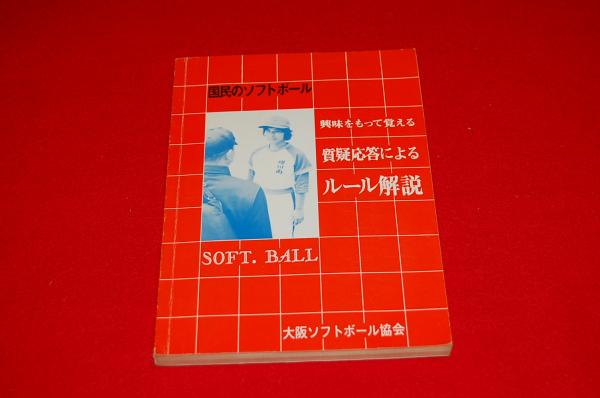 国民のソフトボール
興味をもって覚える
質疑応答による
ルール解説
SOFT. BALL
大阪ソフトボール協会